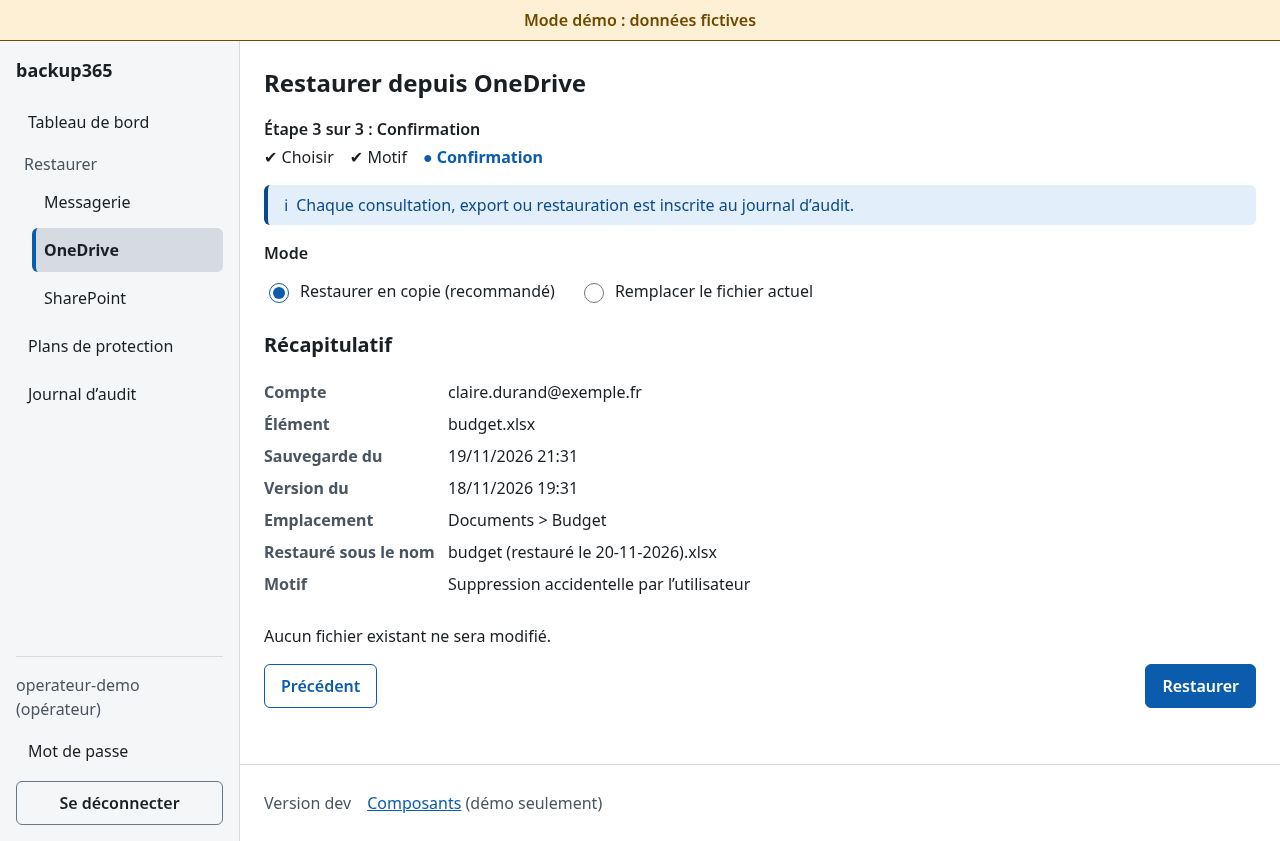 Mode démo : données fictives
backup365
Tableau de bord
Restaurer
Messagerie
OneDrive
SharePoint
Plans de protection
Journal d’audit
operateur-demo
(opérateur)
Mot de passe
Se déconnecter
Restaurer depuis OneDrive
Étape 3 sur 3 : Confirmation
✔ Choisir ✔ Motif ● Confirmation
i Chaque consultation, export ou restauration est inscrite au journal d’audit.
Mode
Restaurer en copie (recommandé) Remplacer le fichier actuel
Récapitulatif
Compte claire.durand@exemple.fr
Élément budget.xlsx
Sauvegarde du 19/11/2026 21:31
Version du 18/11/2026 19:31
Emplacement Documents > Budget
Restauré sous le nom budget (restauré le 20-11-2026).xlsx
Motif Suppression accidentelle par l’utilisateur
Aucun fichier existant ne sera modifié.
Précédent Restaurer
Version dev Composants (démo seulement)